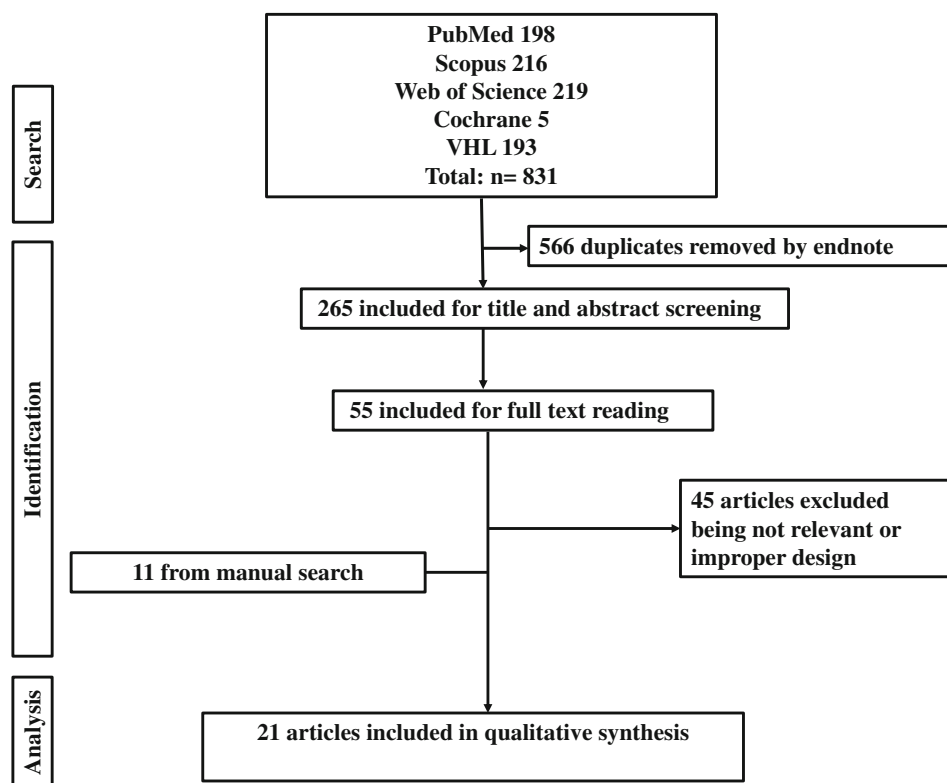 Search
PubMed 198
Scopus 216
Web of Science 219
Cochrane 5
VHL 193
Total: n= 831
Identification
566 duplicates removed by endnote
265 included for title and abstract screening
55 included for full text reading
45 articles excluded
being not relevant or
improper design
11 from manual search
Analysis
21 articles included in qualitative synthesis